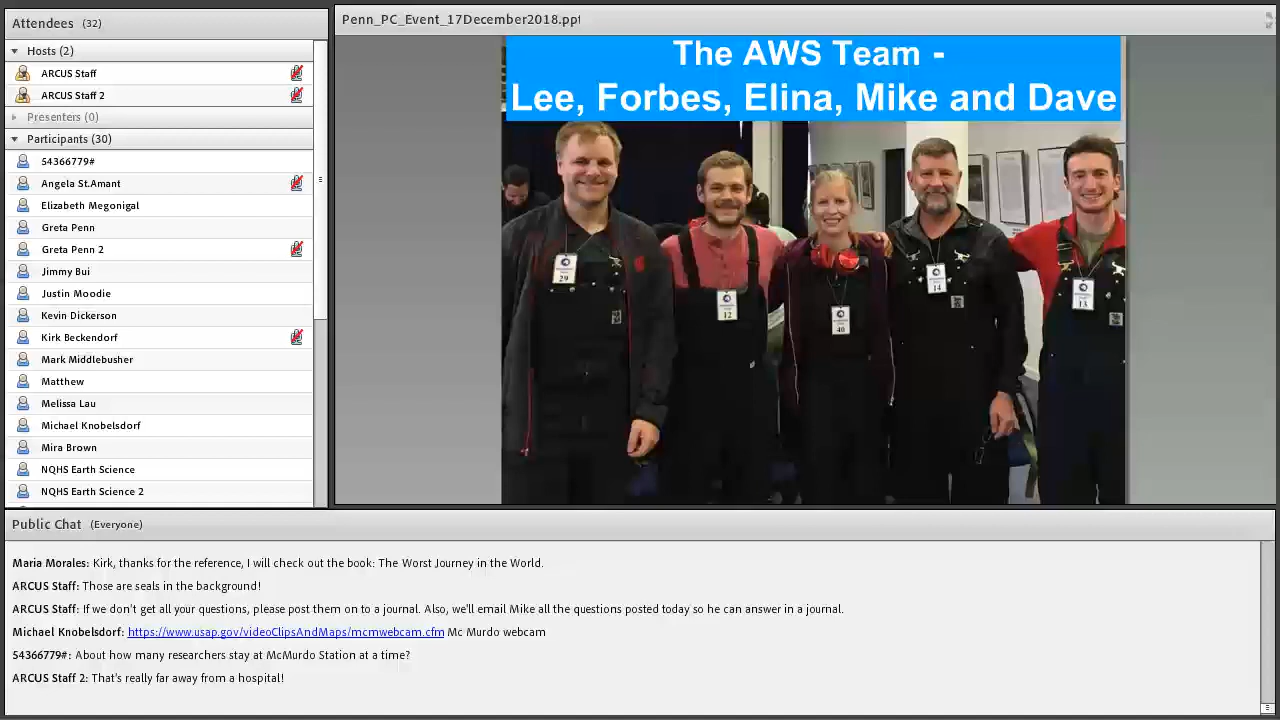 Attendees (32)
Hosts (2)
ARCUS Staff
ARCUS Staff 2
Presenters (0)
Participants (30)
54366779#
Angela St.Amant
Elizabeth Megonigal
Greta Penn
Greta Penn 2
Jimmy Bui
Justin Moodie
Kevin Dickerson
Kirk Beckendorf
Mark Middlebusher
Matthew
Melissa Lau
Michael Knobelsdorf
Mira Brown
NQHS Earth Science
NQHS Earth Science 2
Penn_PC_Event_17December2018.ppt
The AWS Team -
Lee, Forbes, Elina, Mike and Dave
29
12
40
14
13
Public Chat (Everyone)
Maria Morales: Kirk, thanks for the reference, I will check out the book: The Worst Journey in the World.
ARCUS Staff: Those are seals in the background!
ARCUS Staff: If we don't get all your questions, please post them on to a journal. Also, we'll email Mike all the questions posted today so he can answer in a journal.
Michael Knobelsdorf: https://www.usap.gov/videoClipsAndMaps/mcmwebcam.cfm Mc Murdo webcam
54366779#: About how many researchers stay at McMurdo Station at a time?
ARCUS Staff 2: That's really far away from a hospital!